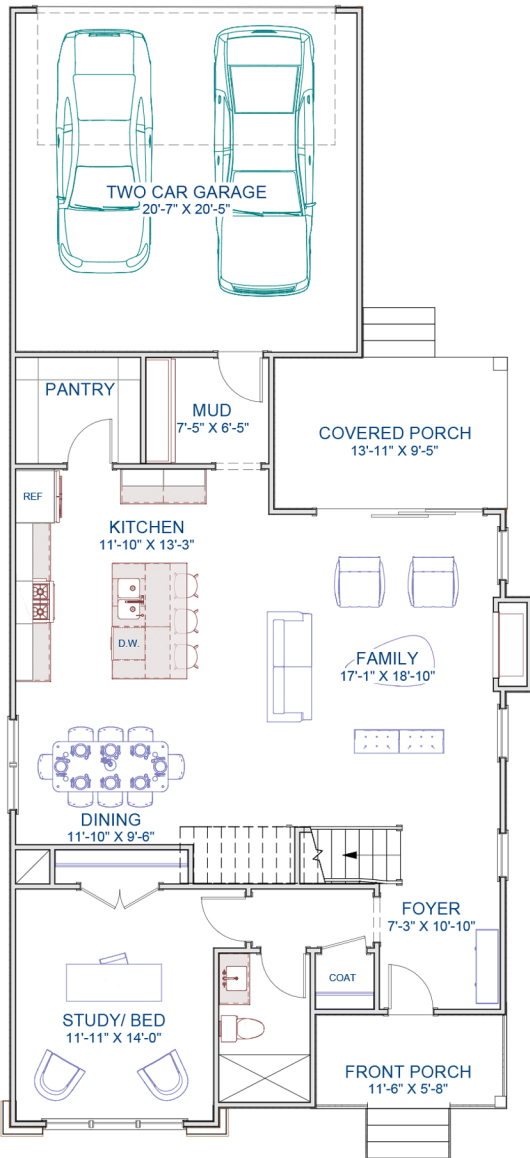 TWO CAR GARAGE
20'-7" X 20'-5"
PANTRY
MUD
7'-5" X 6'-5"
COVERED PORCH
13'-11" X 9'-5"
REF
KITCHEN
11'-10" X 13'-3"
D.W.
FAMILY
17'-1" X 18'-10"
DINING
11'-10" X 9'-6"
FOYER
7'-3" X 10'-10"
COAT
STUDY/ BED
11'-11" X 14'-0"
FRONT PORCH
11'-6" X 5'-8"